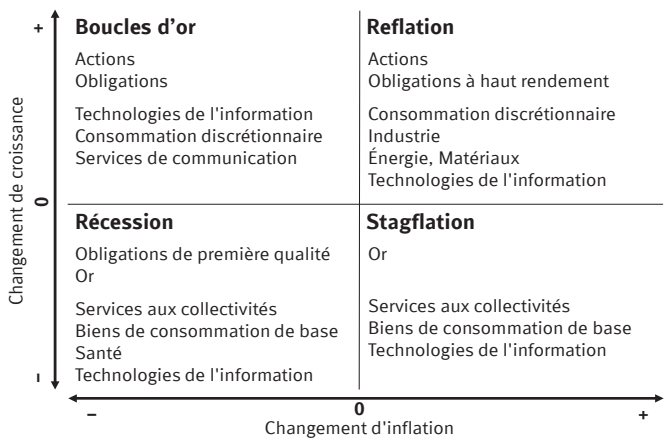 Changement de croissance
+
0
–
Boucles d'or
Actions
Obligations
Technologies de l'information
Consommation discrétionnaire
Services de communication
Reflation
Actions
Obligations à haut rendement
Consommation discrétionnaire
Industrie
Énergie, Matériaux
Technologies de l'information
Récession
Obligations de première qualité
Or
Services aux collectivités
Biens de consommation de base
Santé
Technologies de l'information
Stagflation
Or
Services aux collectivités
Biens de consommation de base
Technologies de l'information
–
0
+
Changement d'inflation